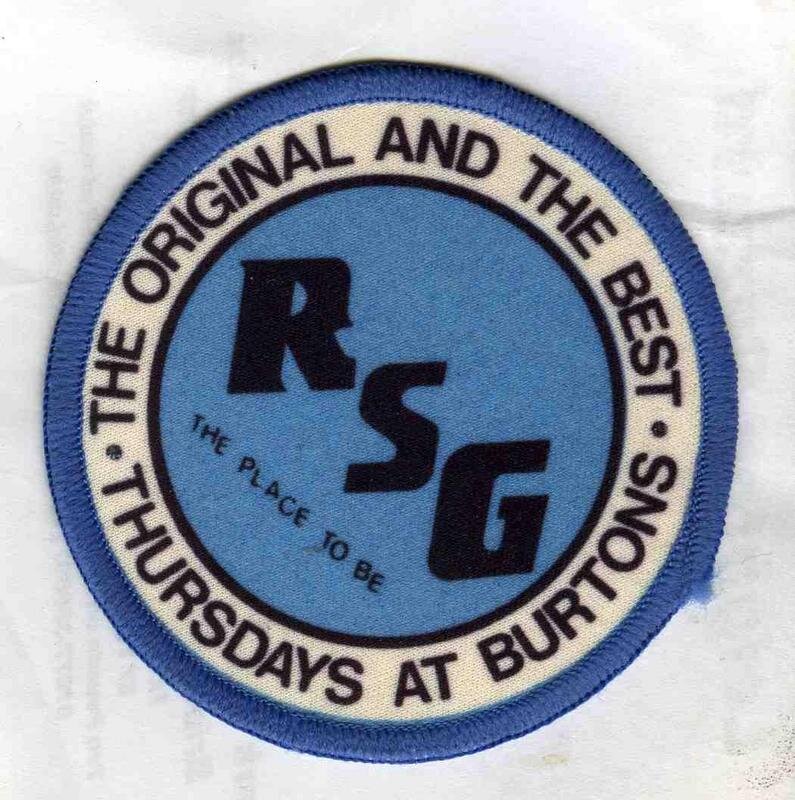 THE ORIGINAL AND THE BEST
RSG
THE PLACE TO BE
• THURSDAYS AT BURTONS •